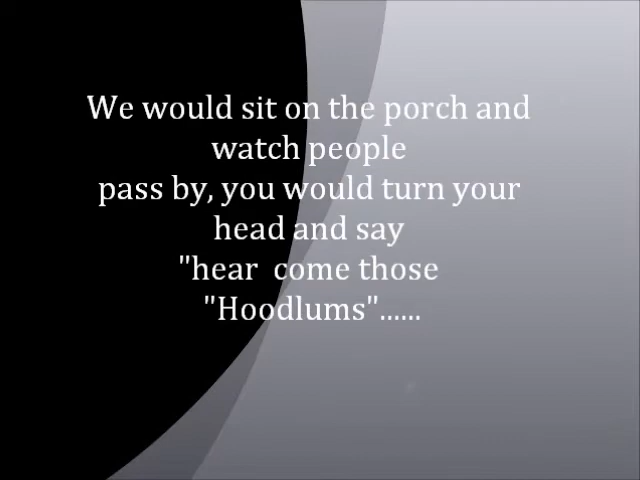 We would sit on the porch and
watch people
pass by, you would turn your
head and say
"hear  come those
"Hoodlums"......